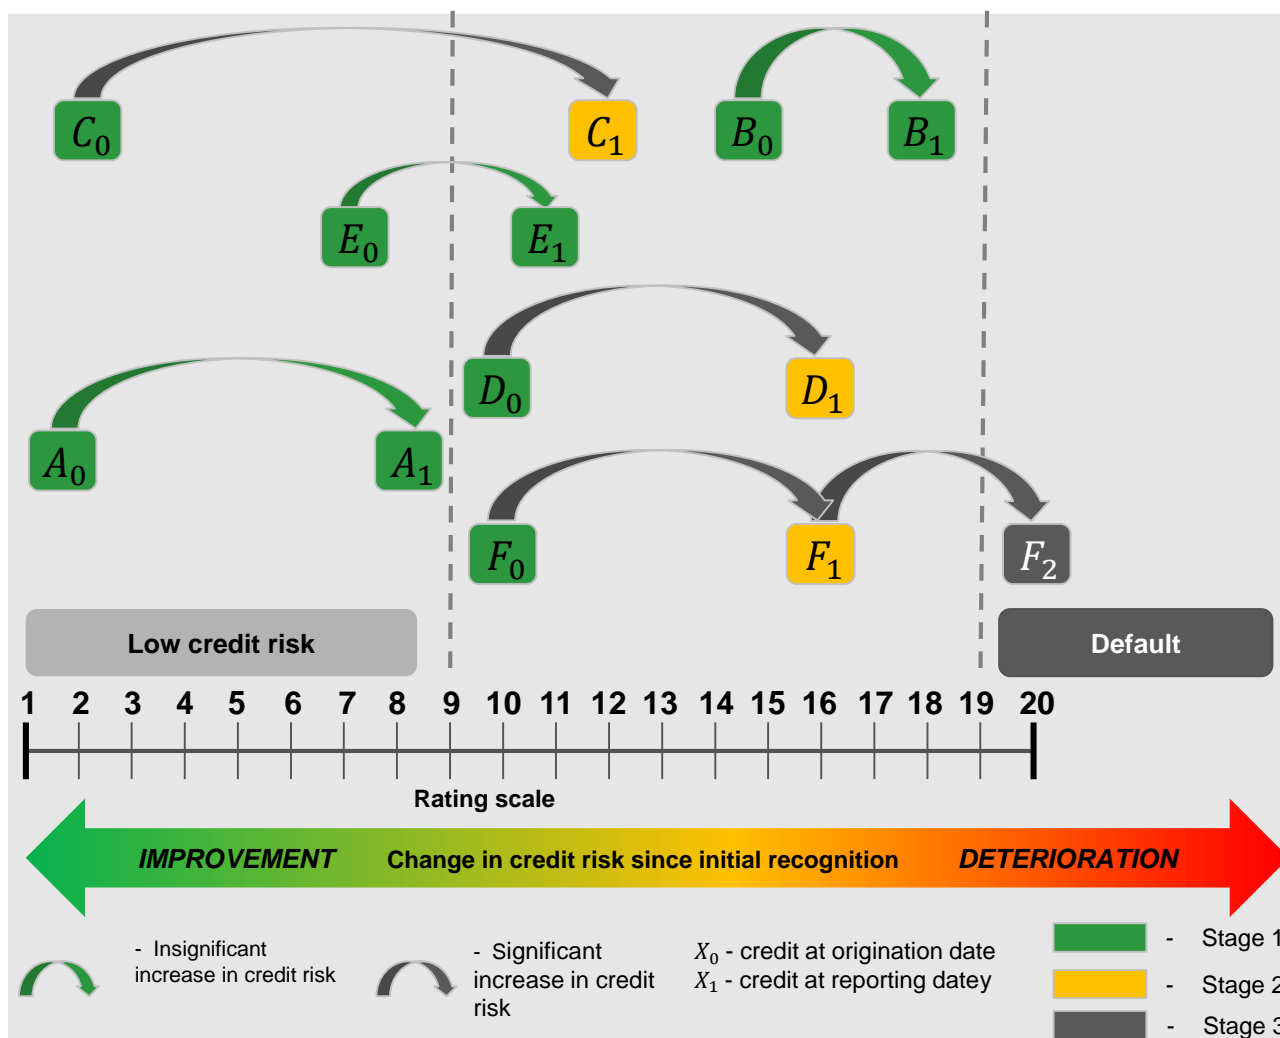 C₀ C₁ B₀ B₁
E₀ E₁
D₀ D₁
A₀ A₁
F₀ F₁ F₂
Low credit risk
Default
1 2 3 4 5 6 7 8 9 10 11 12 13 14 15 16 17 18 19 20
Rating scale
IMPROVEMENT Change in credit risk since initial recognition DETERIORATION
- Insignificant
increase in credit risk
- Significant
increase in credit
risk
X₀ - credit at origination date
X₁ - credit at reporting datey
- Stage 1
- Stage 2
- Stage 3